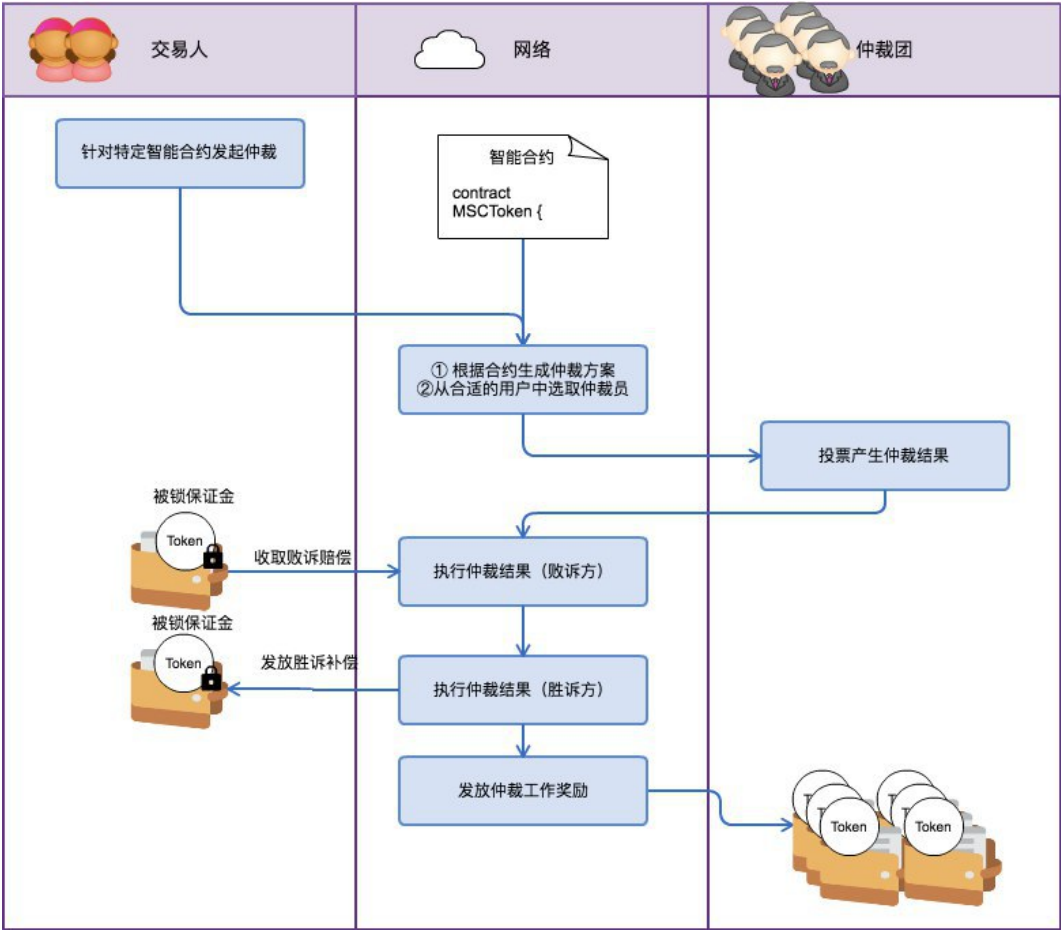 交易人
网络
仲裁团
针对特定智能合约发起仲裁
智能合约
contract
MSCToken {
① 根据合约生成仲裁方案
②从合适的用户中选取仲裁员
投票产生仲裁结果
被锁保证金
Token
收取败诉赔偿
执行仲裁结果（败诉方）
被锁保证金
Token
发放胜诉补偿
执行仲裁结果（胜诉方）
发放仲裁工作奖励
Token
Token